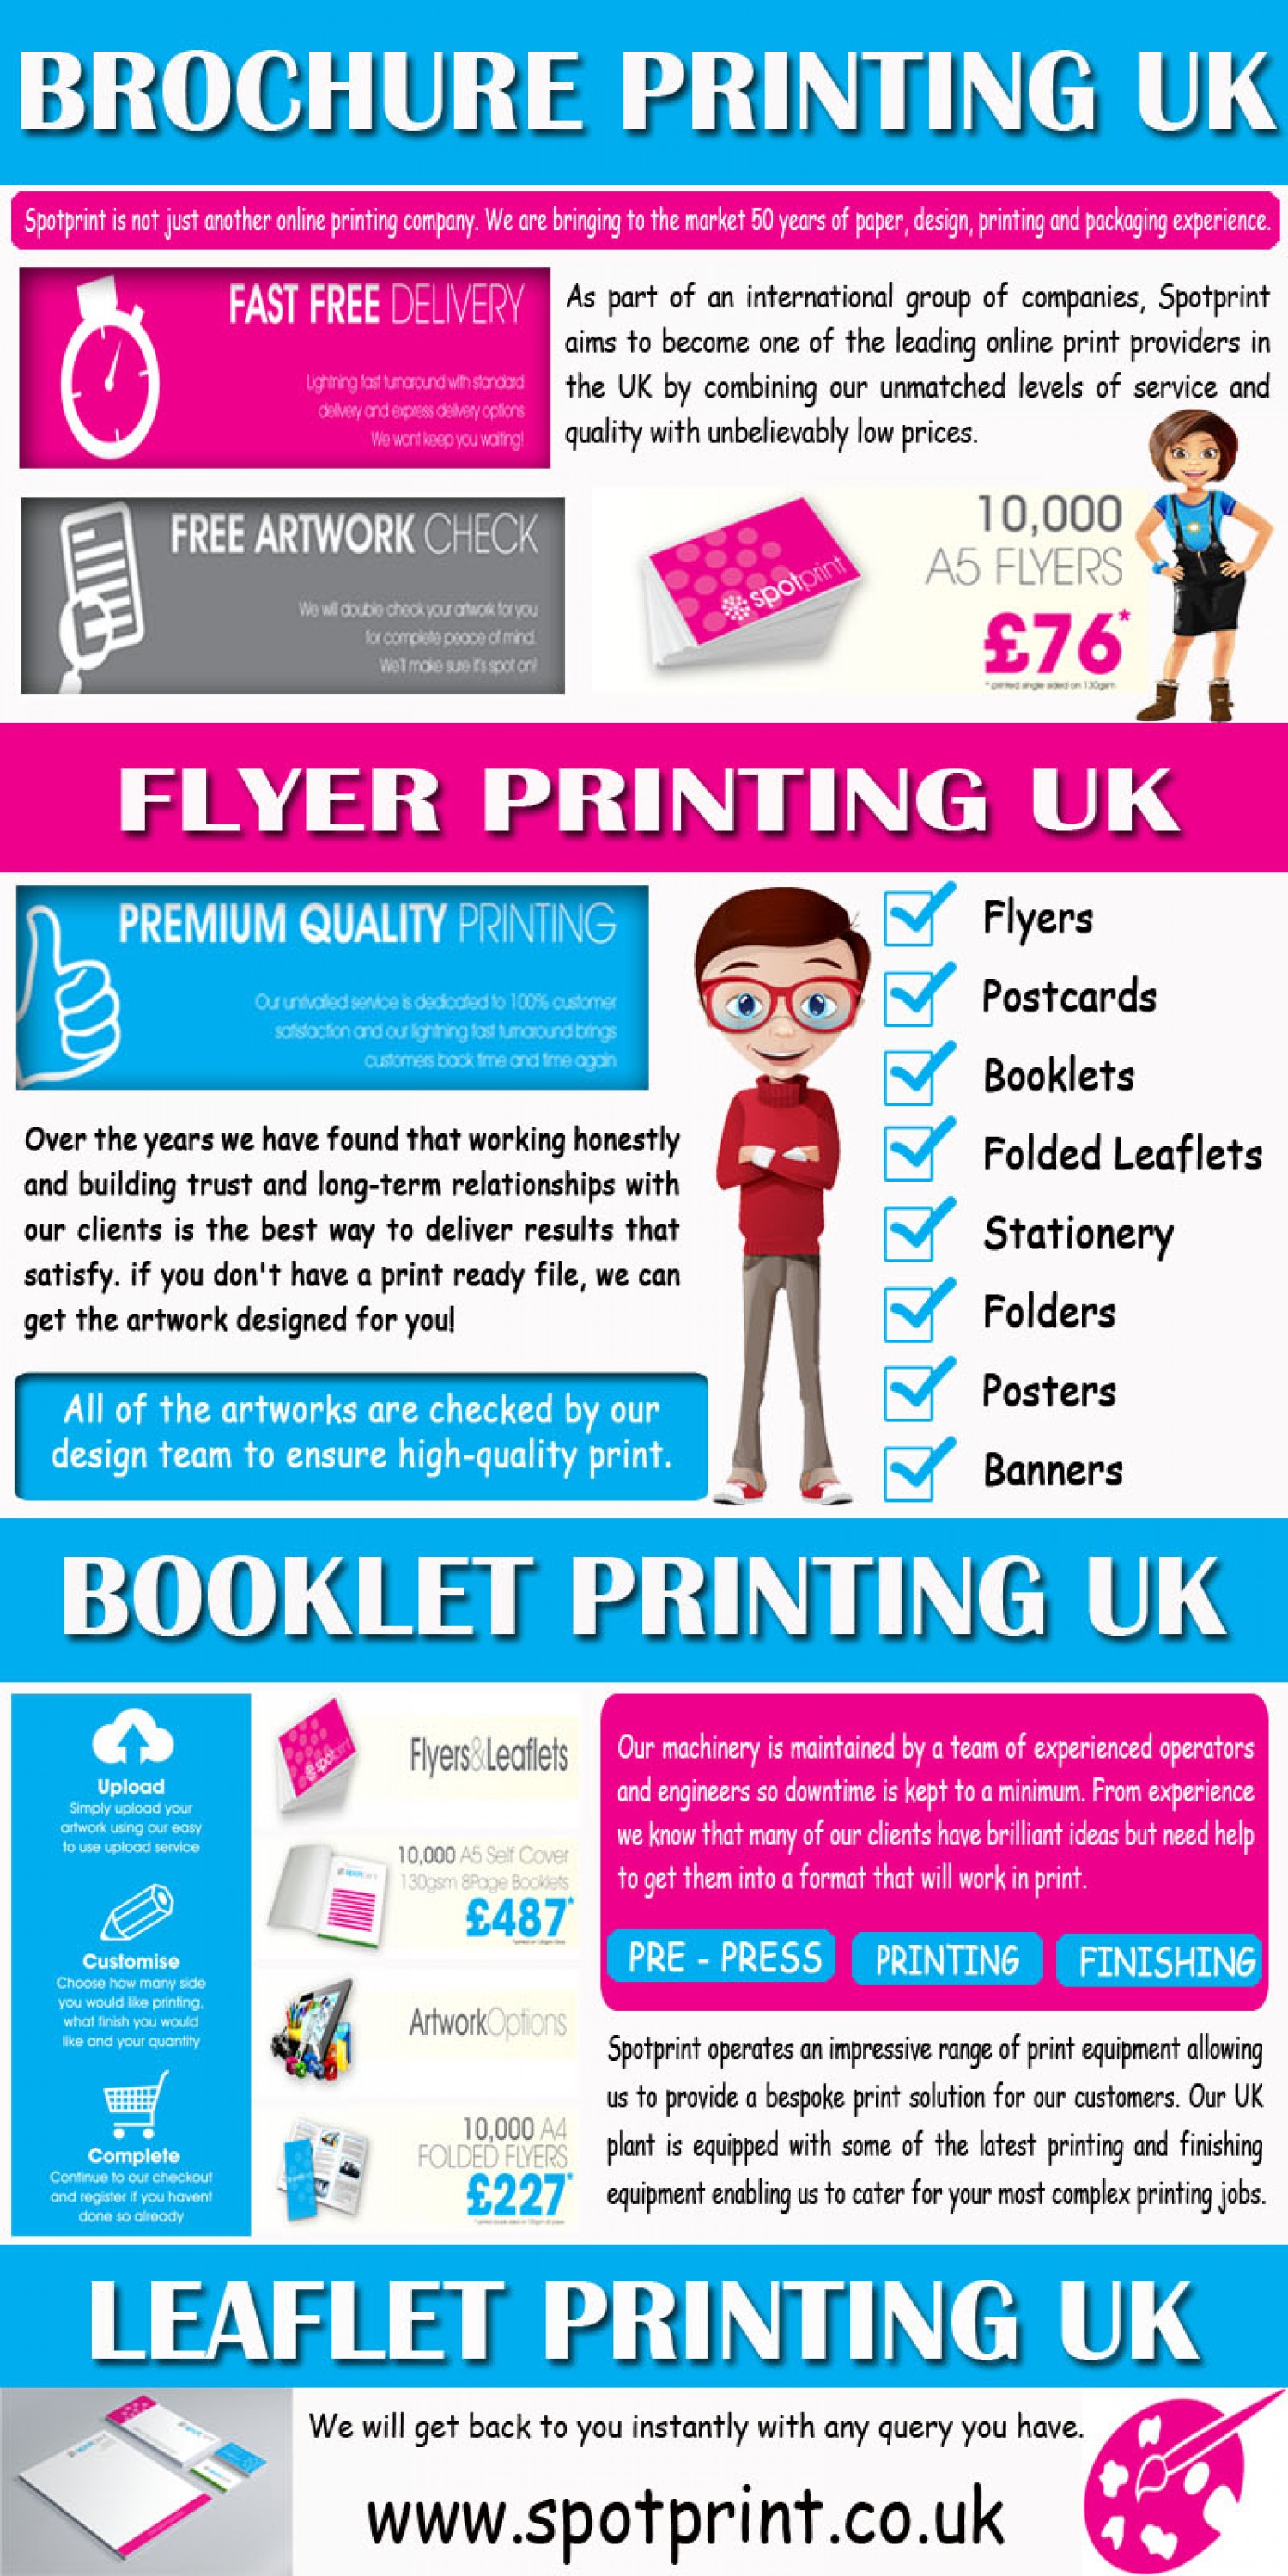 BROCHURE PRINTING UK
Spotprint is not just another online printing company. We are bringing to the market 50 years of paper, design, printing and packaging experience.
FAST FREE DELIVERY
Lightning fast turnaround with standard
delivery and express delivery options
We wont keep you waiting!
As part of an international group of companies, Spotprint
aims to become one of the leading online print providers in
the UK by combining our unmatched levels of service and
quality with unbelievably low prices.
FREE ARTWORK CHECK
We will double check your artwork for you
for complete peace of mind.
We'll make sure it's spot on!
spotprint
10,000
A5 FLYERS
£76*
* printed single sided on 130gsm
FLYER PRINTING UK
PREMIUM QUALITY PRINTING
Our unrivalled service is dedicated to 100% customer
satisfaction and our lightning fast turnaround brings
customers back time and time again
Over the years we have found that working honestly
and building trust and long-term relationships with
our clients is the best way to deliver results that
satisfy. if you don't have a print ready file, we can
get the artwork designed for you!
All of the artworks are checked by our
design team to ensure high-quality print.
Flyers
Postcards
Booklets
Folded Leaflets
Stationery
Folders
Posters
Banners
BOOKLET PRINTING UK
Upload
Simply upload your
artwork using our easy
to use upload service
Customise
Choose how many side
you would like printing,
what finish you would
like and your quantity
Complete
Continue to our checkout
and register if you havent
done so already
spotprint
Flyers&Leaflets
10,000 A5 Self Cover
130gsm 8Page Booklets
£487*
ArtworkOptions
10,000 A4
FOLDED FLYERS
£227*
Our machinery is maintained by a team of experienced operators
and engineers so downtime is kept to a minimum. From experience
we know that many of our clients have brilliant ideas but need help
to get them into a format that will work in print.
PRE - PRESS
PRINTING
FINISHING
Spotprint operates an impressive range of print equipment allowing
us to provide a bespoke print solution for our customers. Our UK
plant is equipped with some of the latest printing and finishing
equipment enabling us to cater for your most complex printing jobs.
LEAFLET PRINTING UK
We will get back to you instantly with any query you have.
www.spotprint.co.uk